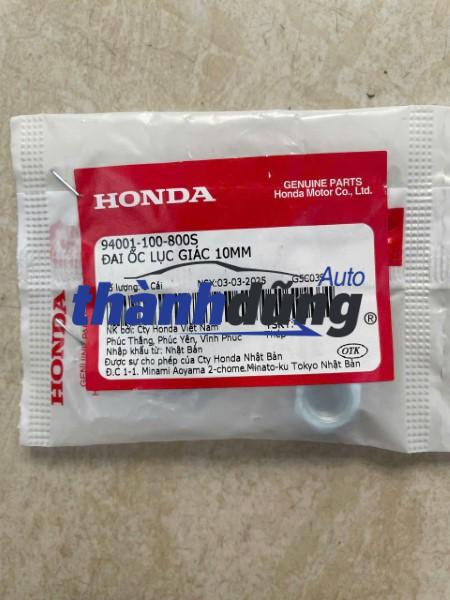 HONDA
GENUINE PARTS
Honda Motor Co., Ltd.
94001-100-800S
ĐAI ỐC LỤC GIÁC 10MM
Cái
NSX:03-03-2025
Auto
thànhdũng®
NK bởi: Cty Honda Việt Nam
Phúc Thắng, Phúc Yên, Vĩnh Phúc
Nhập khẩu từ: Nhật Bản
Được sự cho phép của Cty Honda Nhật Bản
Đ.C 1-1. Minami Aoyama 2-chome.Minato-ku Tokyo Nhật Bản
OTK
HONDA
GENUINE PARTS